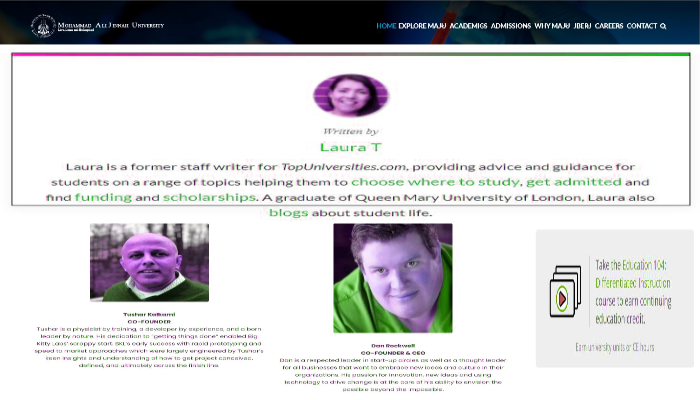 MOHAMMAD ALI JINNAH UNIVERSITY
HOME EXPLORE MAJU ACADEMICS ADMISSIONS WHY MAJU JBERJ CAREERS CONTACT
Written by
Laura T
Laura is a former staff writer for TopUniversities.com, providing advice and guidance for
students on a range of topics helping them to choose where to study, get admitted and
find funding and scholarships. A graduate of Queen Mary University of London, Laura also
blogs about student life.
Tushar Kulkarni
CO-FOUNDER
Tushar is a physicist by training, a developer by experience, and a born
leader by nature. His dedication to "getting things done" enabled Big
Kitty Labs' scrappy start. BKL's early success with rapid prototyping and
speed to market approaches which were largely engineered by Tushar's
keen insights and understanding of how to get project conceived,
defined, and ultimately across the finish line.
Dan Rockwell
CO-FOUNDER & CEO
Dan is a respected leader in start-up circles as well as a thought leader
for all businesses that want to embrace new ideas and culture in their
organizations. His passion for innovation, new ideas and using
technology to drive change is at the core of his ability to envision the
possible beyond the impossible.
Take the Education 104:
Differentiated Instruction
course to earn continuing
education credit.
Earn university units or CE hours